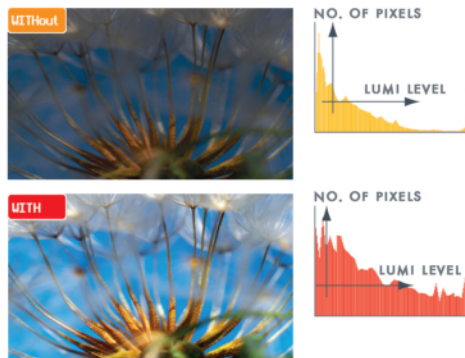 WITHout
NO. OF PIXELS
LUMI LEVEL
WITH
NO. OF PIXELS
LUMI LEVEL